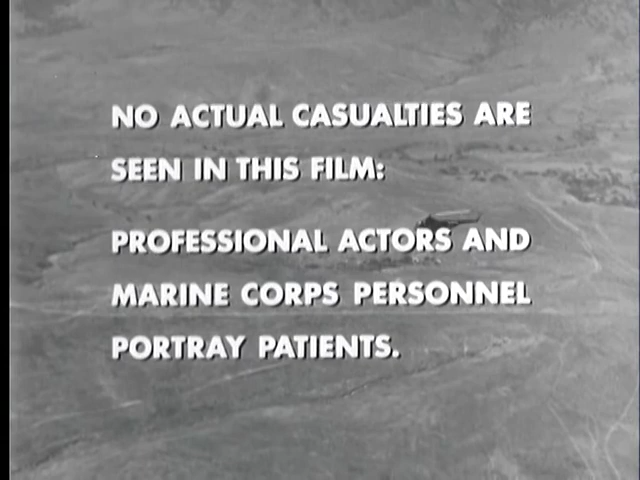 NO ACTUAL CASUALTIES ARE
SEEN IN THIS FILM:
PROFESSIONAL ACTORS AND
MARINE CORPS PERSONNEL
PORTRAY PATIENTS.